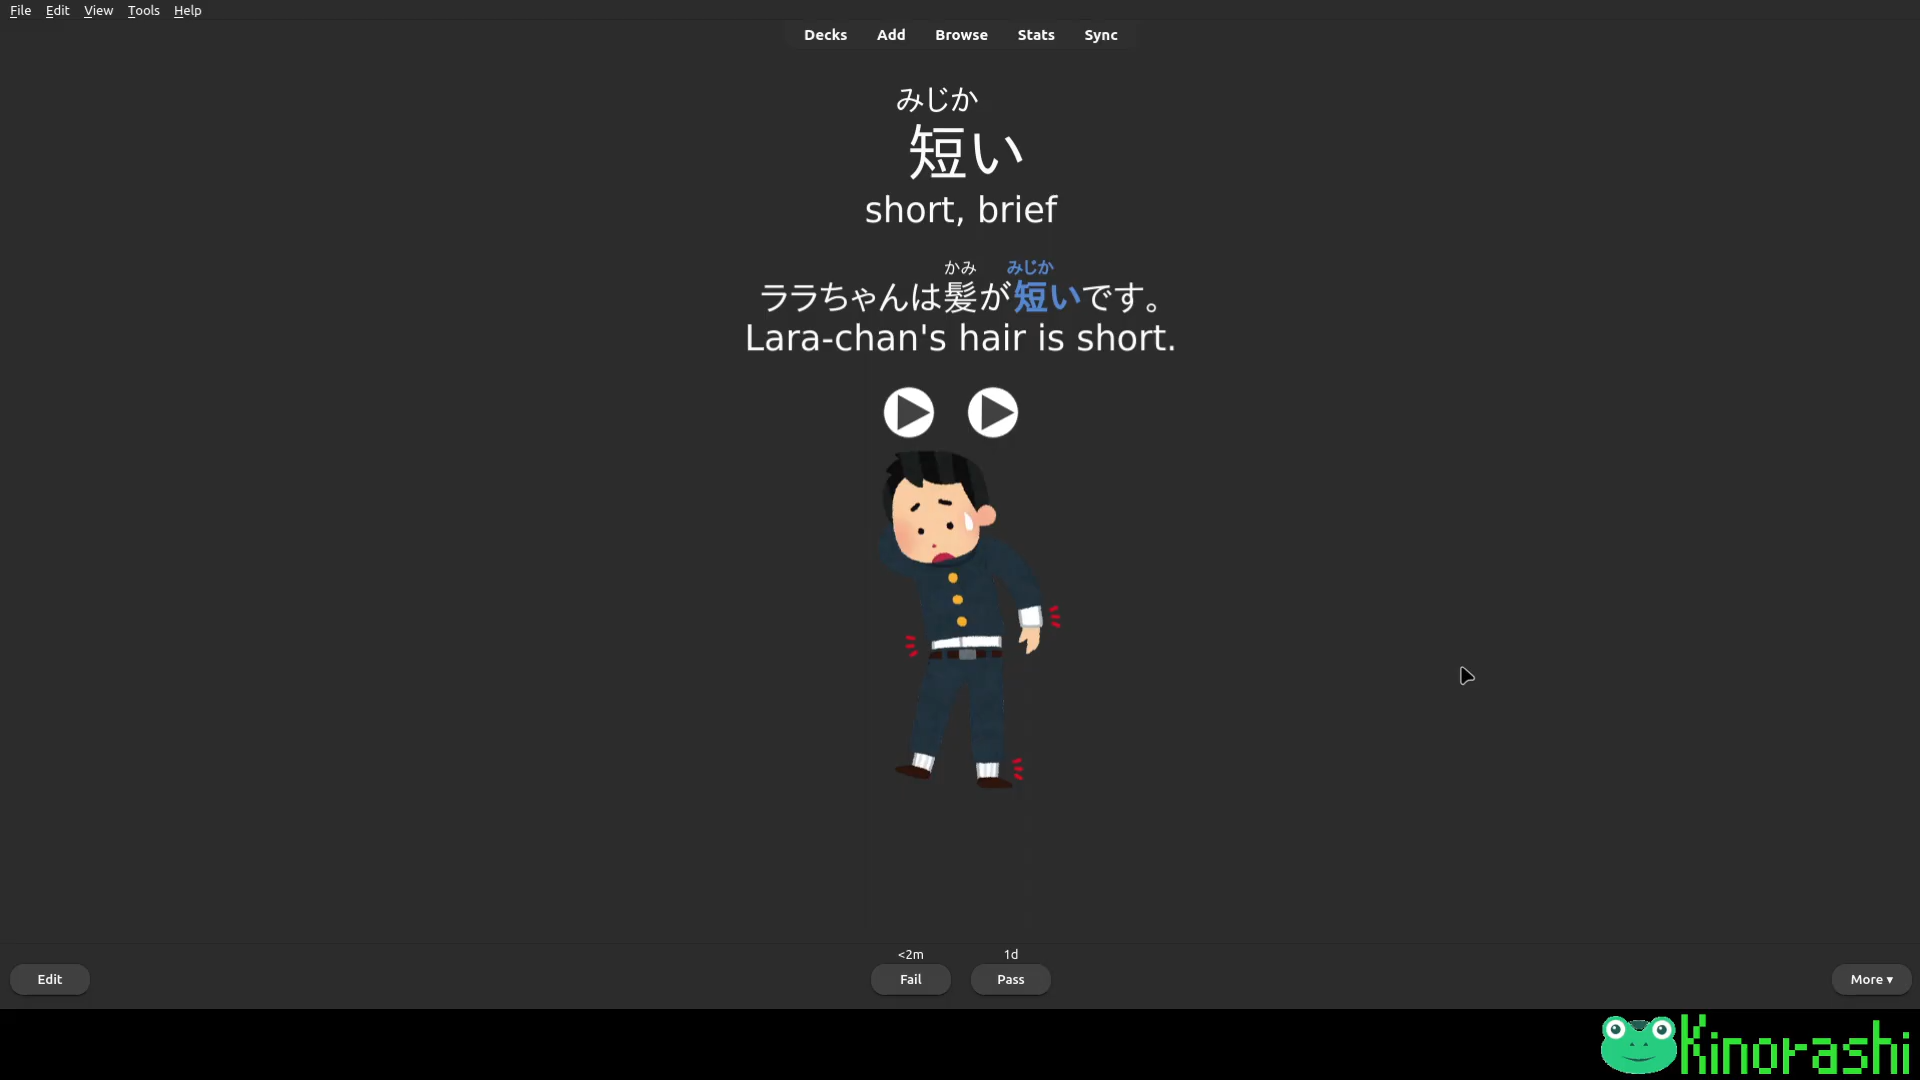 File Edit View Tools Help
Decks Add Browse Stats Sync
みじか
短い
short, brief
かみ みじか
ララちゃんは髪が短いです。
Lara-chan's hair is short.
<2m 1d
Edit Fail Pass More ▾
Kinorashi